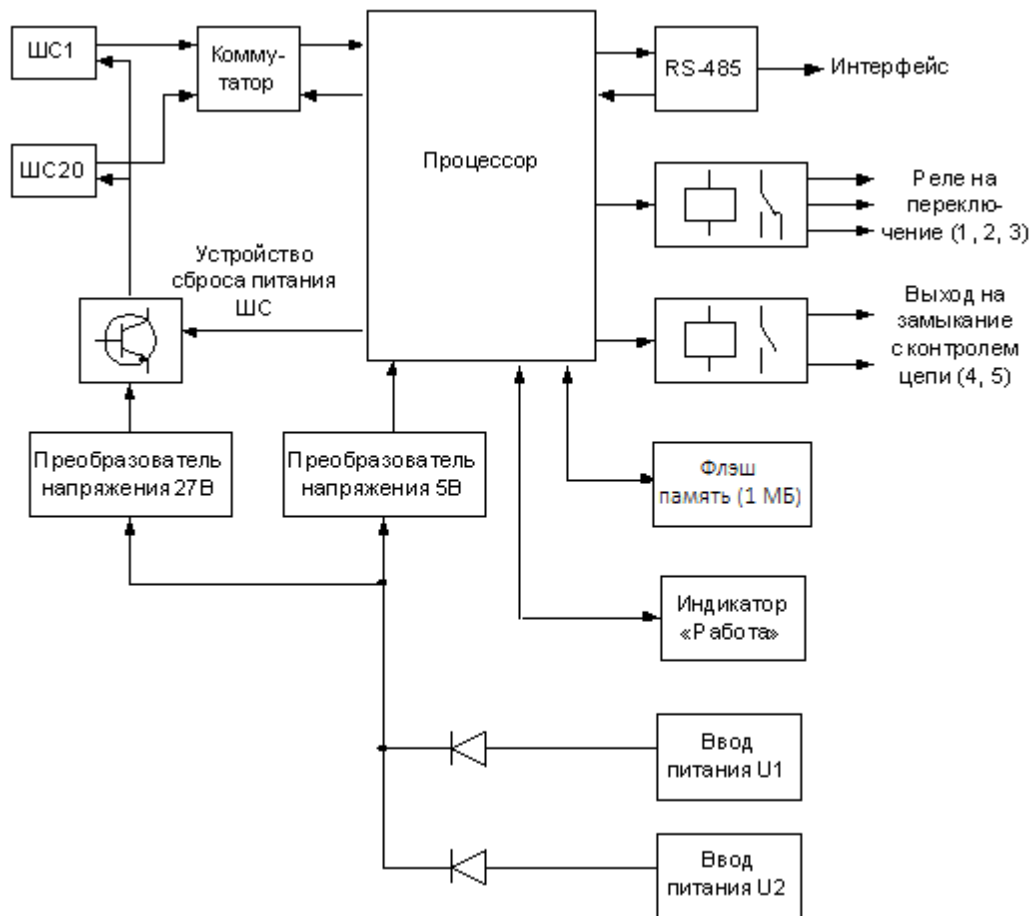 ШС1
Комму-
татор
ШС20
Процессор
RS-485
Интерфейс
Реле на
переклю-
чение (1, 2, 3)
Устройство
сброса питания
ШС
Выход на
замыкание
с контролем
цепи (4, 5)
Преобразователь
напряжения 27В
Преобразователь
напряжения 5В
Флэш
память (1 МБ)
Индикатор
«Работа»
Ввод
питания U1
Ввод
питания U2